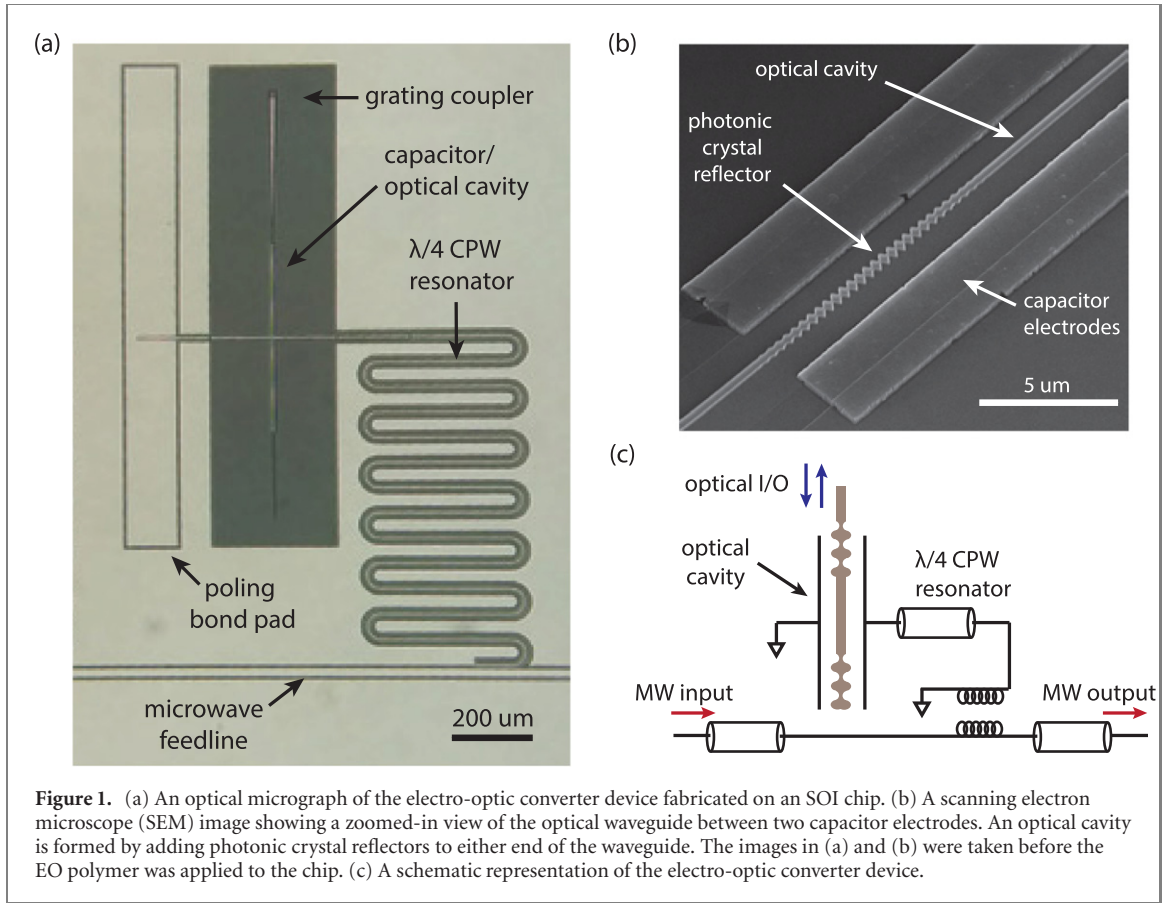 (a)
grating coupler
capacitor/
optical cavity
λ/4 CPW
resonator
poling
bond pad
microwave
feedline
200 um
(b)
optical cavity
photonic
crystal
reflector
capacitor
electrodes
5 um
(c)
optical I/O
optical
cavity
λ/4 CPW
resonator
MW input
MW output
Figure 1. (a) An optical micrograph of the electro-optic converter device fabricated on an SOI chip. (b) A scanning electron
microscope (SEM) image showing a zoomed-in view of the optical waveguide between two capacitor electrodes. An optical cavity
is formed by adding photonic crystal reflectors to either end of the waveguide. The images in (a) and (b) were taken before the
EO polymer was applied to the chip. (c) A schematic representation of the electro-optic converter device.